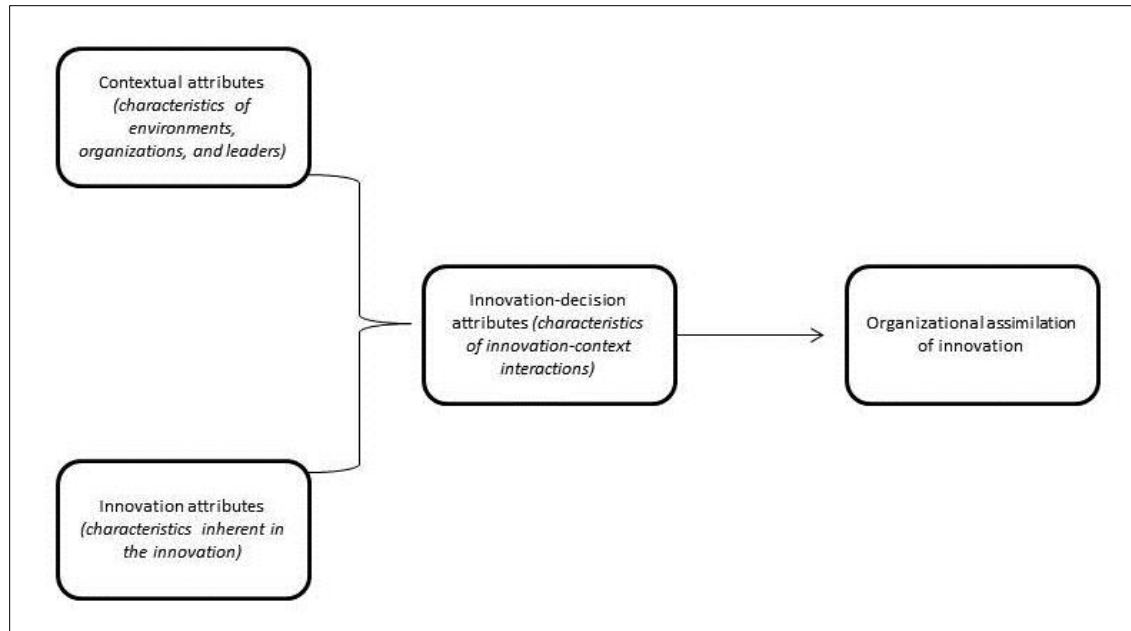 Contextual attributes
(characteristics of
environments,
organizations, and leaders)
Innovation-decision
attributes (characteristics
of innovation-context
interactions)
Organizational assimilation
of innovation
Innovation attributes
(characteristics inherent in
the innovation)